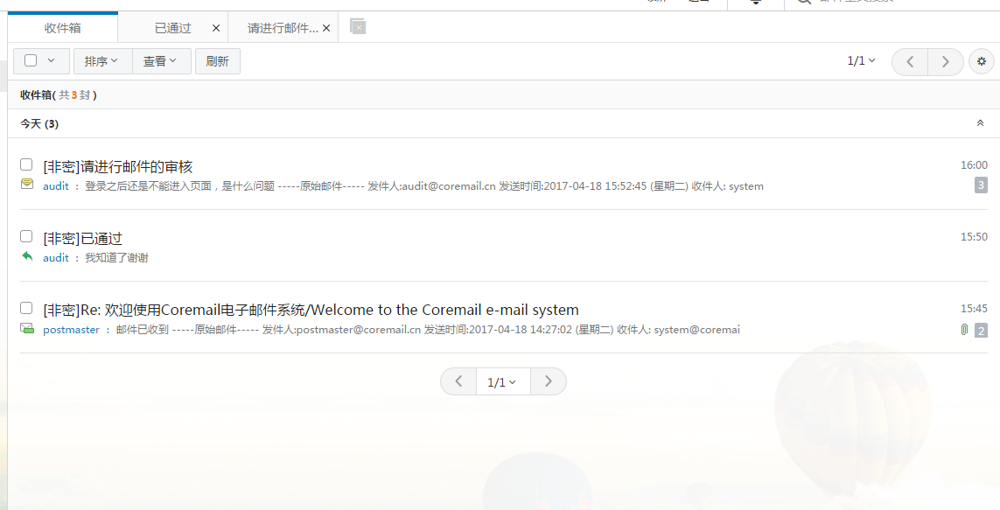 收件箱 已通过 请进行邮件...
排序 查看 刷新 1/1
收件箱( 共 3 封 )
今天 (3)
[非密]请进行邮件的审核 16:00
audit : 登录之后还是不能进入页面，是什么问题 -----原始邮件----- 发件人:audit@coremail.cn 发送时间:2017-04-18 15:52:45 (星期二) 收件人: system 3
[非密]已通过 15:50
audit : 我知道了谢谢
[非密]Re: 欢迎使用Coremail电子邮件系统/Welcome to the Coremail e-mail system 15:45
postmaster : 邮件已收到 -----原始邮件----- 发件人:postmaster@coremail.cn 发送时间:2017-04-18 14:27:02 (星期二) 收件人: system@coremai 2
1/1